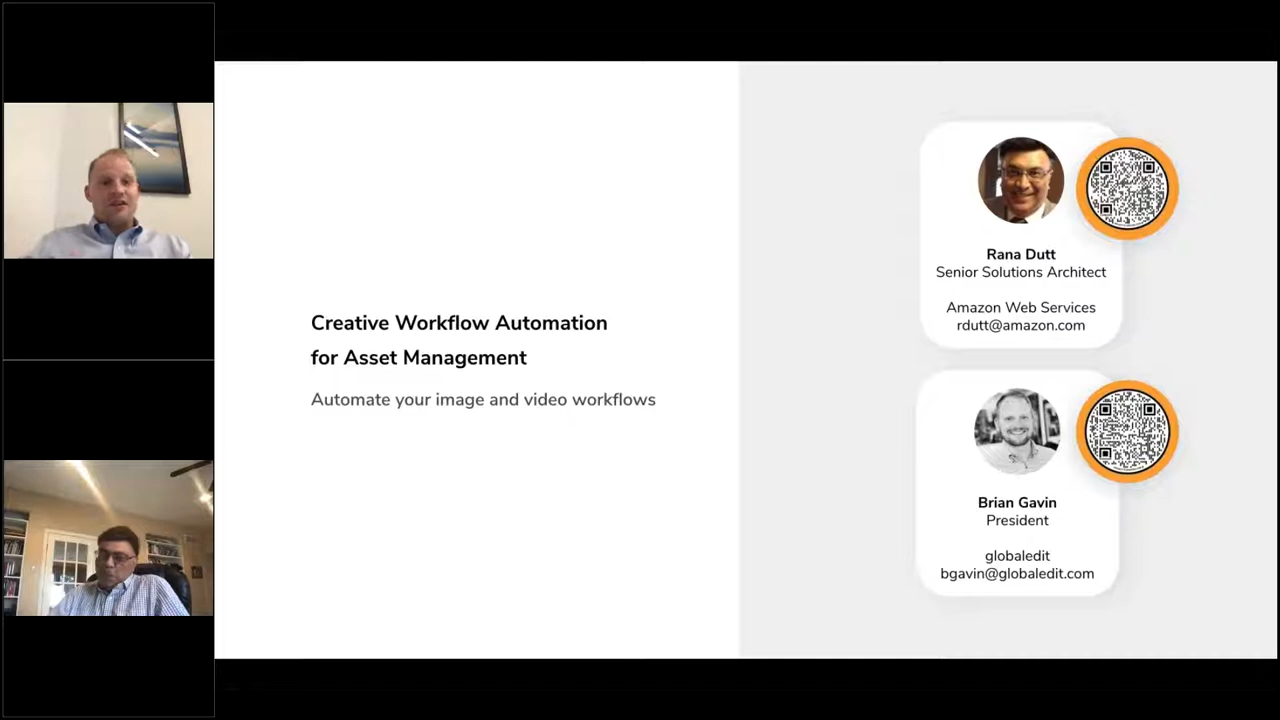 Creative Workflow Automation
for Asset Management
Automate your image and video workflows
Rana Dutt
Senior Solutions Architect
Amazon Web Services
rdutt@amazon.com
Brian Gavin
President
globaledit
bgavin@globaledit.com